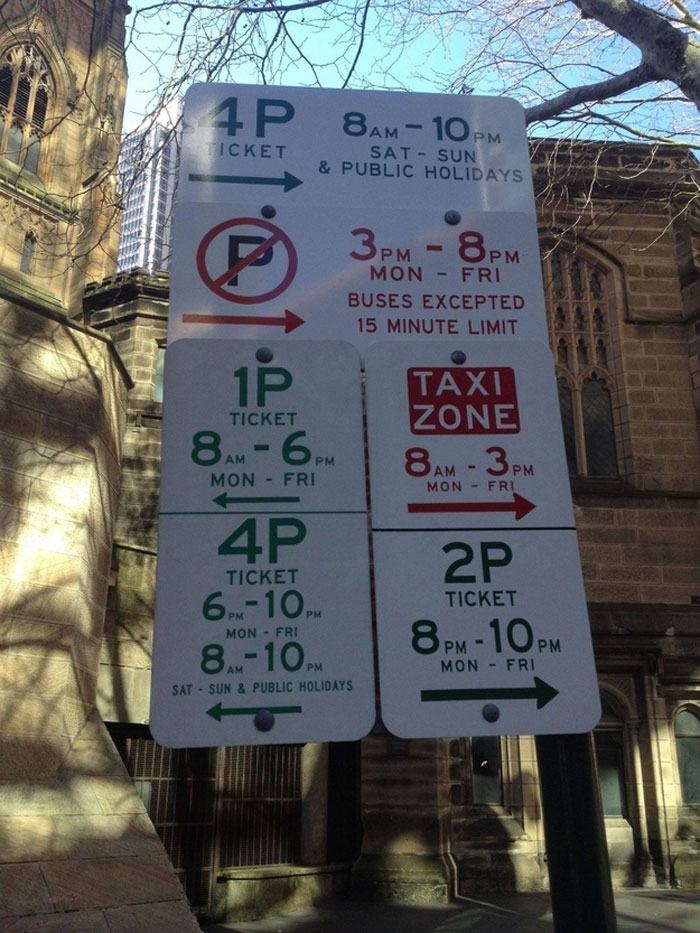 4P
TICKET
8AM - 10PM
SAT - SUN
& PUBLIC HOLIDAYS
P
3PM - 8PM
MON - FRI
BUSES EXCEPTED
15 MINUTE LIMIT
1P
TICKET
8AM - 6PM
MON - FRI
4P
TICKET
6PM - 10PM
MON - FRI
8AM - 10PM
SAT - SUN & PUBLIC HOLIDAYS
TAXI
ZONE
8AM - 3PM
MON - FRI
2P
TICKET
8PM - 10PM
MON - FRI